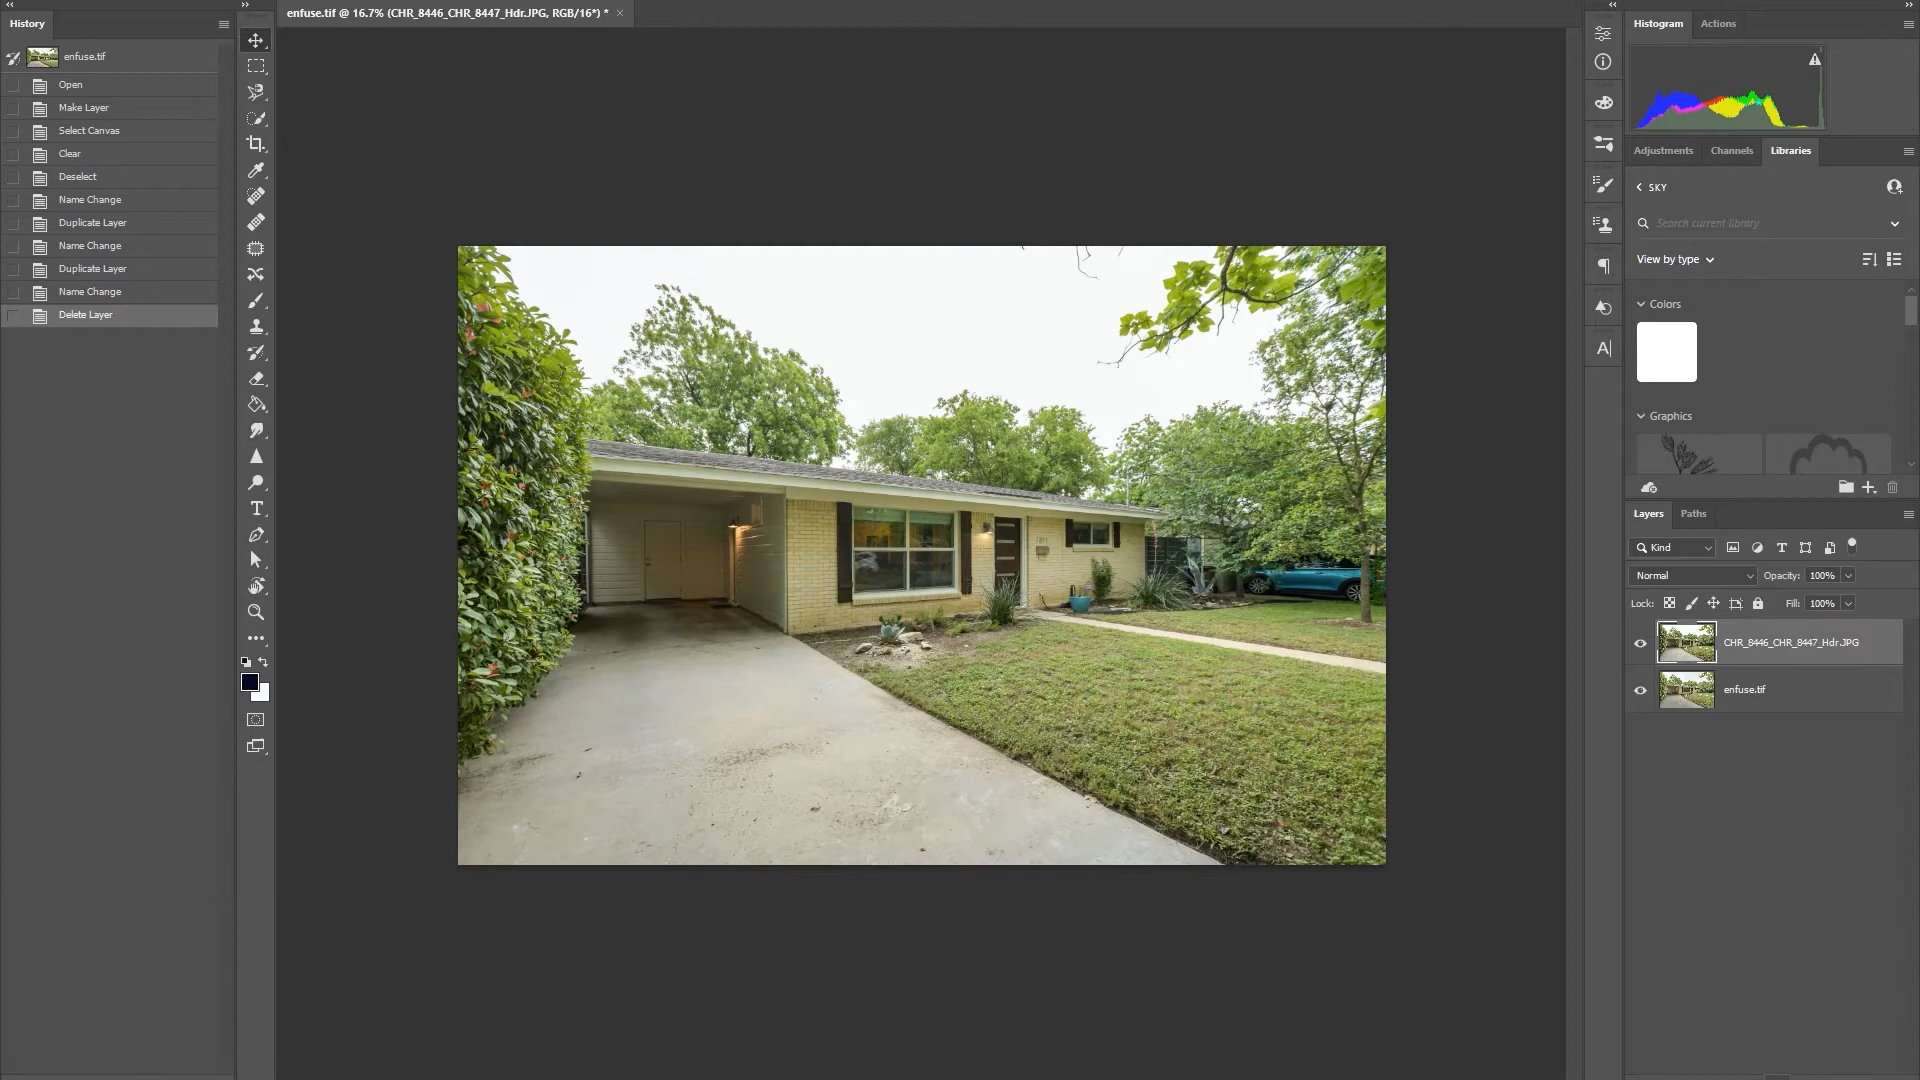 History
enfuse.tif
Open
Make Layer
Select Canvas
Clear
Deselect
Name Change
Duplicate Layer
Name Change
Duplicate Layer
Name Change
Delete Layer
enfuse.tif @ 16.7% (CHR_8446_CHR_8447_Hdr.JPG, RGB/16*) *
Histogram
Actions
Adjustments
Channels
Libraries
SKY
Search current library
View by type
Colors
Graphics
Layers
Paths
Kind
Normal
Opacity: 100%
Lock:
Fill: 100%
CHR_8446_CHR_8447_Hdr.JPG
enfuse.tif